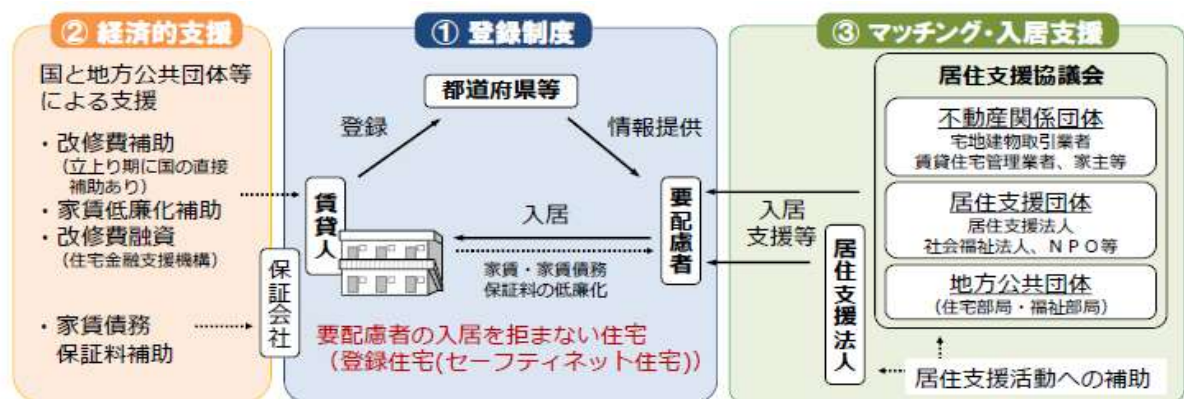 ② 経済的支援
国と地方公共団体等
による支援
・改修費補助
(立上り期に国の直接
補助あり)
・家賃低廉化補助
・改修費融資
(住宅金融支援機構)
・家賃債務
保証料補助
保証会社
① 登録制度
都道府県等
登録
情報提供
賃貸人
要配慮者
入居
家賃・家賃債務
保証料の低廉化
要配慮者の入居を拒まない住宅
（登録住宅(セーフティネット住宅)）
③ マッチング・入居支援
居住支援協議会
不動産関係団体
宅地建物取引業者
賃貸住宅管理業者、家主等
居住支援団体
居住支援法人
社会福祉法人、ＮＰＯ等
地方公共団体
(住宅部局・福祉部局)
入居
支援等
居住支援法人
居住支援活動への補助